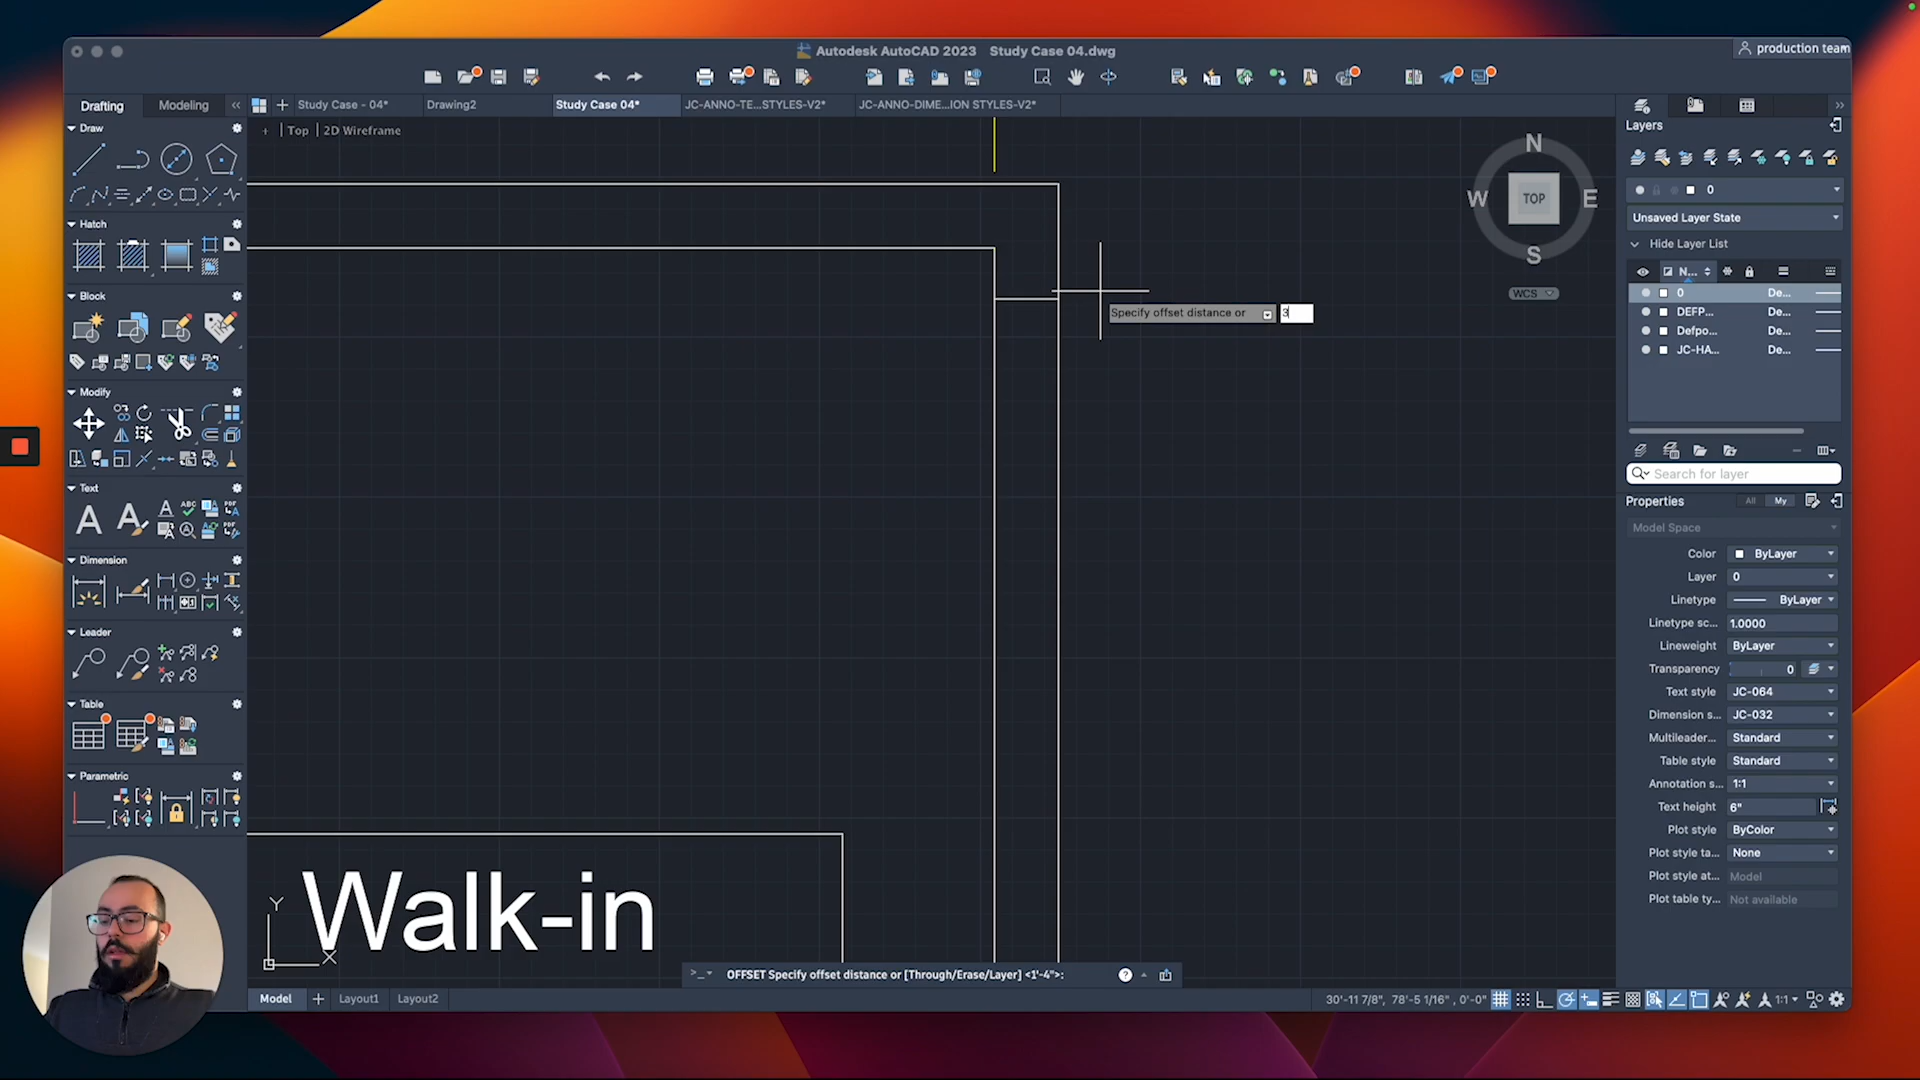 Autodesk AutoCAD 2023 Study Case 04.dwg
production team
Drafting
Modeling
Study Case - 04*
Drawing2
Study Case 04*
JC-ANNO-TE...STYLES-V2*
JC-ANNO-DIME...ION STYLES-V2*
+ | Top | 2D Wireframe
Draw
Hatch
Block
Modify
Text
Dimension
Leader
Table
Parametric
N
W
TOP
E
S
WCS
Specify offset distance or
3
Walk-in
Y
X
>_ OFFSET Specify offset distance or [Through/Erase/Layer] <1'-4">:
Model
Layout1
Layout2
30'-11 7/8", 78'-5 1/16" , 0'-0"
1:1
Layers
0
Unsaved Layer State
Hide Layer List
N...
0 De...
DEFP... De...
Defpo... De...
JC-HA... De...
Search for layer
Properties
All
My
Model Space
Color ByLayer
Layer 0
Linetype ByLayer
Linetype sc... 1.0000
Lineweight ByLayer
Transparency 0
Text style JC-064
Dimension s... JC-032
Multileader... Standard
Table style Standard
Annotation s... 1:1
Text height 6"
Plot style ByColor
Plot style ta... None
Plot style at... Model
Plot table ty... Not available